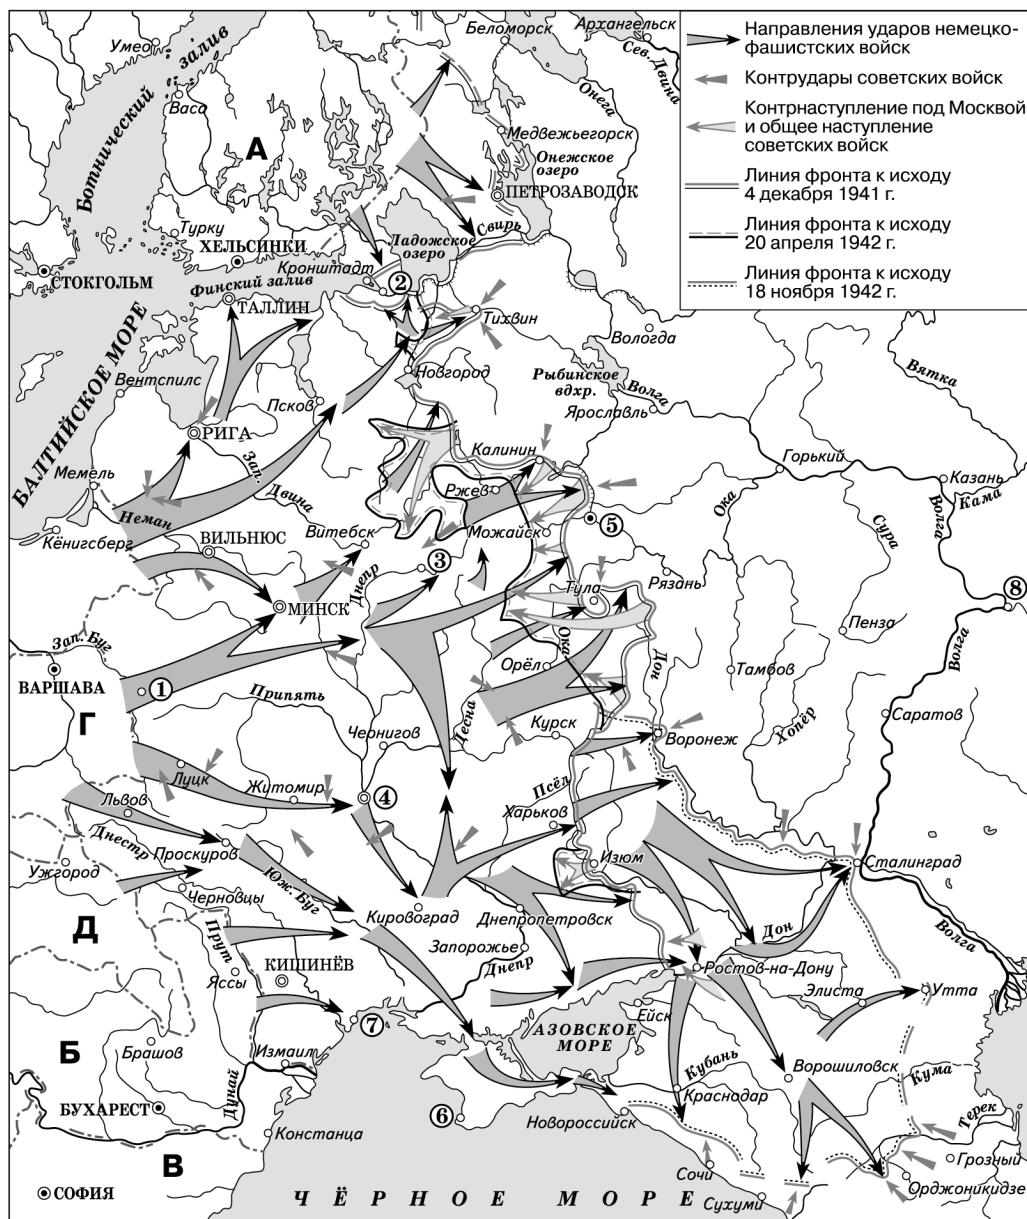 Направления ударов немецко-
фашистских войск
Контрудары советских войск
Контрнаступление под Москвой
и общее наступление
советских войск
Линия фронта к исходу
4 декабря 1941 г.
Линия фронта к исходу
20 апреля 1942 г.
Линия фронта к исходу
18 ноября 1942 г.
Беломорск
Архангельск
Сев. Двина
Умео
Ботнический залив
Васа
Онега
А
Медвежьегорск
Онежское
озеро
ПЕТРОЗАВОДСК
Турку
ХЕЛЬСИНКИ
Свирь
Ладожское
озеро
Кронштадт
СТОКГОЛЬМ
Финский залив
2
ТАЛЛИН
Тихвин
Вологда
БАЛТИЙСКОЕ МОРЕ
Вентспилс
Новгород
Рыбинское
вдхр.
Волга
Вятка
Псков
Ярославль
РИГА
Калинин
Горький
Зап.
Двина
Мемель
Ржев
Казань
Кама
Неман
Ока
Волга
Сура
Кёнигсберг
ВИЛЬНЮС
Витебск
Можайск
5
3
Днепр
МИНСК
Тула
Рязань
8
Зап. Буг
Ока
Пенза
Волга
ВАРШАВА
Орёл
Дон
Тамбов
1
Припять
Десна
Г
Чернигов
Курск
Воронеж
Хопёр
Саратов
Луцк
Житомир
4
Псёл
Львов
Харьков
Днестр
Проскуров
Изюм
Сталинград
Ужгород
Юж. Буг
Черновцы
Кировоград
Днепропетровск
Д
Прут
Запорожье
Дон
Волга
КИШИНЁВ
Днепр
Ростов-на-Дону
Яссы
Элиста
Утта
7
АЗОВСКОЕ
МОРЕ
Ейск
Б
Брашов
Измаил
Кубань
Ворошиловск
Кума
БУХАРЕСТ
Дунай
6
Краснодар
Терек
Новороссийск
Констанца
В
Грозный
Сочи
Орджоникидзе
СОФИЯ
ЧЁРНОЕ МОРЕ
Сухуми